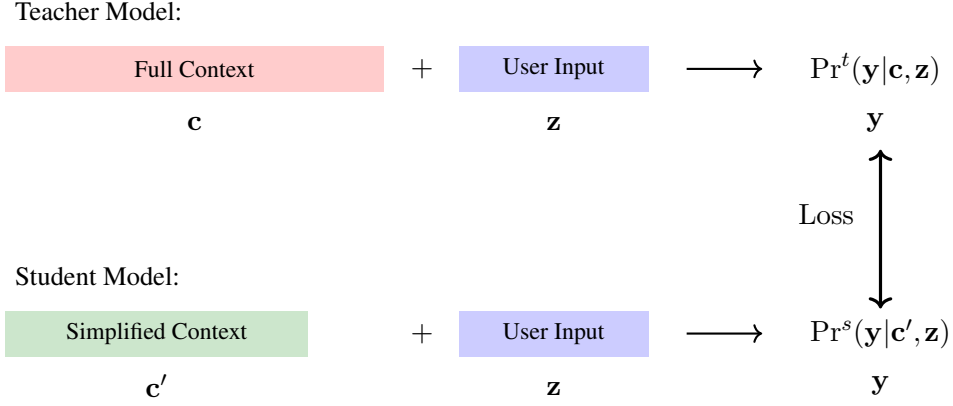 Teacher Model:
Full Context + User Input ⟶ Pr^t(y|c, z)
c z y
Loss
Student Model:
Simplified Context + User Input ⟶ Pr^s(y|c′, z)
c′ z y